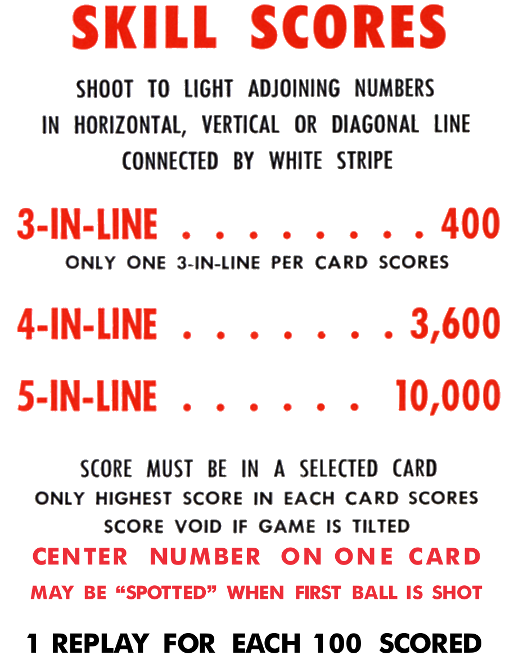 SKILL SCORES
SHOOT TO LIGHT ADJOINING NUMBERS
IN HORIZONTAL, VERTICAL OR DIAGONAL LINE
CONNECTED BY WHITE STRIPE
3-IN-LINE . . . . . . . . 400
ONLY ONE 3-IN-LINE PER CARD SCORES
4-IN-LINE . . . . . . . 3,600
5-IN-LINE . . . . . . 10,000
SCORE MUST BE IN A SELECTED CARD
ONLY HIGHEST SCORE IN EACH CARD SCORES
SCORE VOID IF GAME IS TILTED
CENTER NUMBER ON ONE CARD
MAY BE “SPOTTED” WHEN FIRST BALL IS SHOT
1 REPLAY FOR EACH 100 SCORED